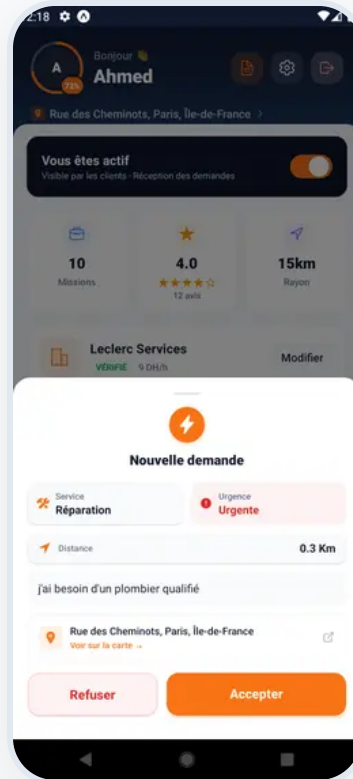 2:18
Bonjour 👋
A
Ahmed
73%
Rue des Cheminots, Paris, Île-de-France >
Vous êtes actif
Visible par les clients · Réception des demandes
10
4.0
15km
Missions
Rayon
12 avis
Leclerc Services
Modifier
VÉRIFIÉ 9 DH/h
Nouvelle demande
Service
Urgence
Réparation
Urgente
Distance
0.3 Km
j'ai besoin d'un plombier qualifié
Rue des Cheminots, Paris, Île-de-France
Voir sur la carte →
Refuser
Accepter